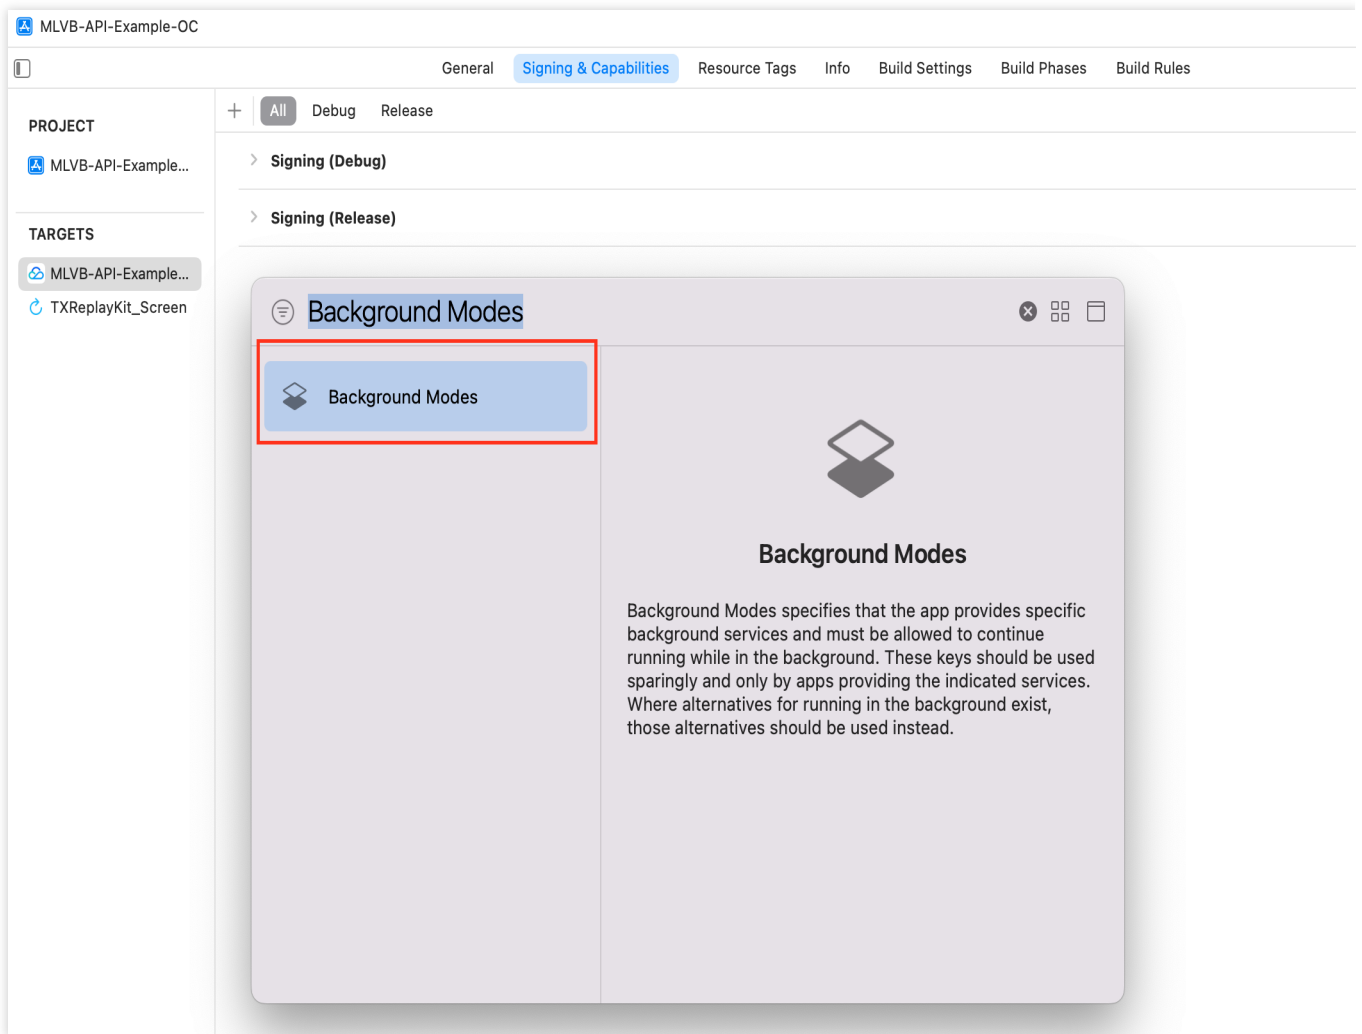 MLVB-API-Example-OC
General Signing & Capabilities Resource Tags Info Build Settings Build Phases Build Rules
All Debug Release
PROJECT
MLVB-API-Example...
TARGETS
MLVB-API-Example...
TXReplayKit_Screen
Signing (Debug)
Signing (Release)
Background Modes
Background Modes
Background Modes
Background Modes specifies that the app provides specific
background services and must be allowed to continue
running while in the background. These keys should be used
sparingly and only by apps providing the indicated services.
Where alternatives for running in the background exist,
those alternatives should be used instead.